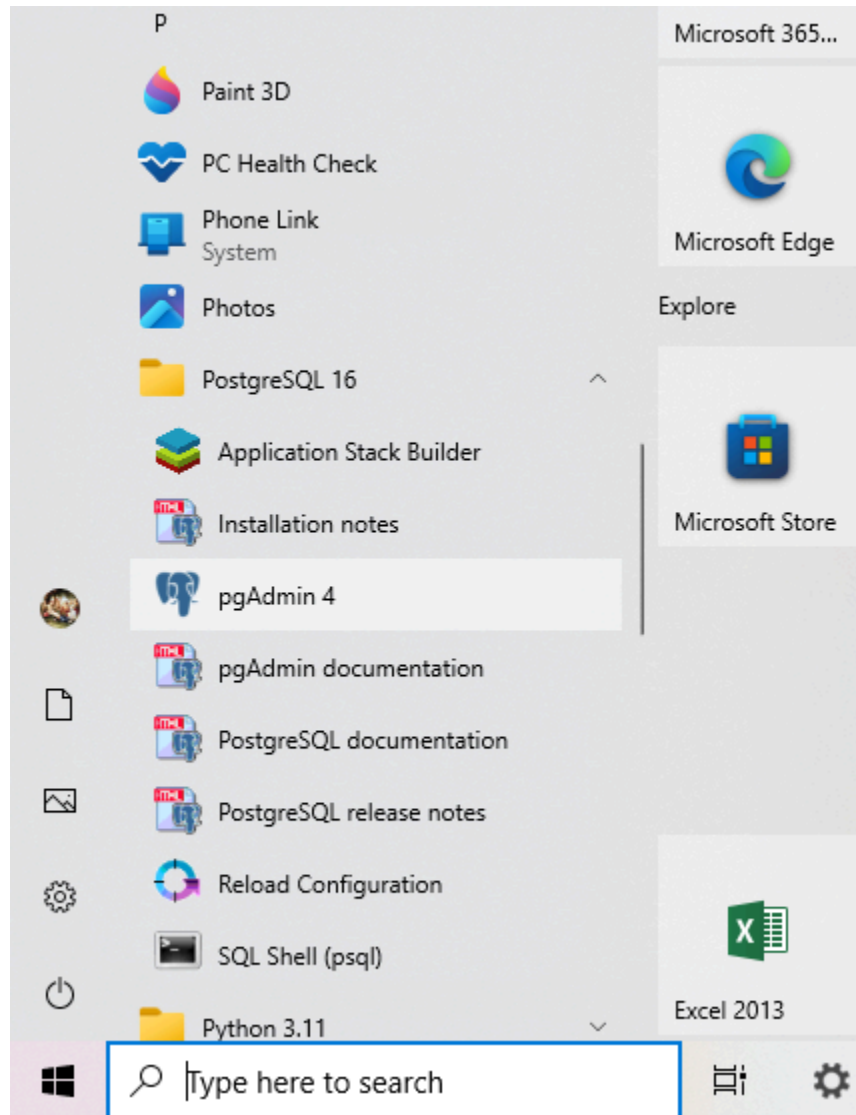 P
Paint 3D
PC Health Check
Phone Link
System
Photos
PostgreSQL 16
Application Stack Builder
Installation notes
pgAdmin 4
pgAdmin documentation
PostgreSQL documentation
PostgreSQL release notes
Reload Configuration
SQL Shell (psql)
Python 3.11
Microsoft 365...
Microsoft Edge
Explore
Microsoft Store
Excel 2013
Type here to search